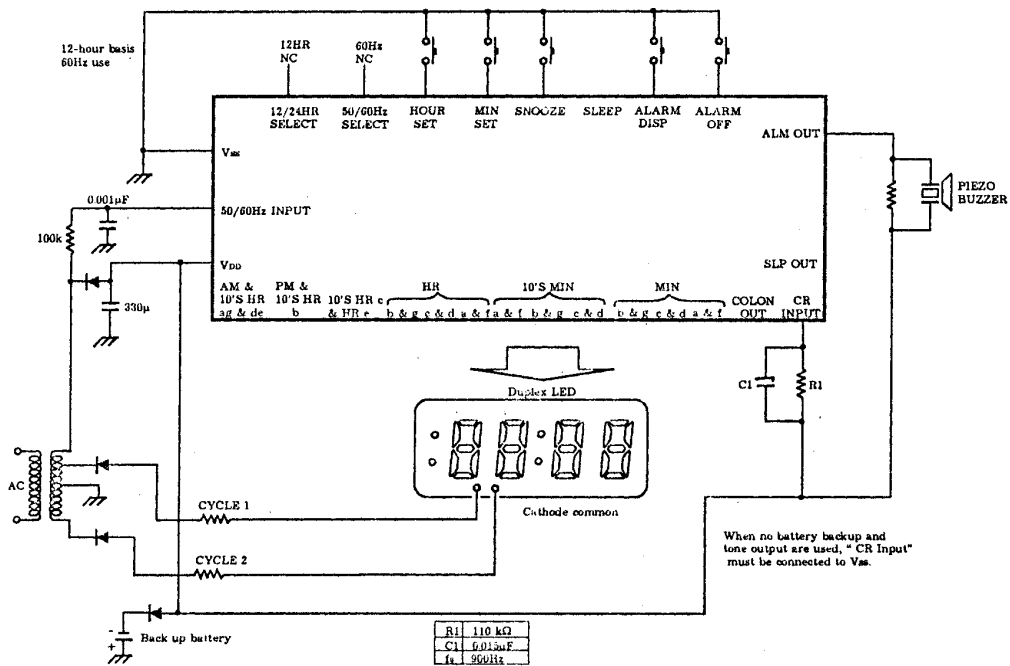 12-hour basis
60Hz use
12HR
NC
60Hz
NC
12/24HR
SELECT
50/60Hz
SELECT
HOUR
SET
MIN
SET
SNOOZE
SLEEP
ALARM
DISP
ALARM
OFF
ALM OUT
Vss
0.001μF
50/60Hz INPUT
100k
PIEZO
BUZZER
VDD
SLP OUT
330μ
AM &
10'S HR
ag & de
PM &
10'S HR
b
10'S HR c
& HR e
HR
b & g c & d a & f
10'S MIN
a & f b & g c & d
MIN
b & g c & d a & f
COLON
OUT
CR
INPUT
C1
R1
Duplex LED
AC
CYCLE 1
Cathode common
CYCLE 2
When no battery backup and
tone output are used, " CR Input"
must be connected to Vss.
-
+
Back up battery
R1 110 kΩ
C1 0.015μF
900Hz